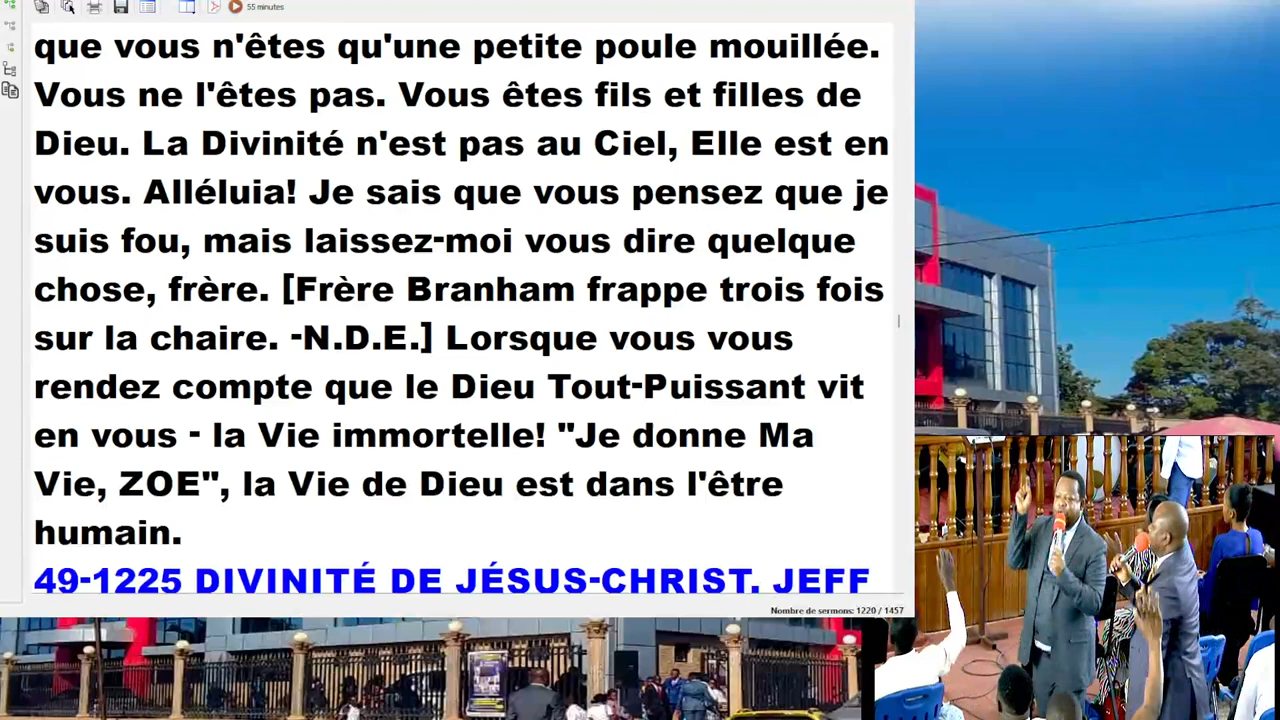 55 minutes
que vous n'êtes qu'une petite poule mouillée.
Vous ne l'êtes pas. Vous êtes fils et filles de
Dieu. La Divinité n'est pas au Ciel, Elle est en
vous. Alléluia! Je sais que vous pensez que je
suis fou, mais laissez-moi vous dire quelque
chose, frère. [Frère Branham frappe trois fois
sur la chaire. -N.D.E.] Lorsque vous vous
rendez compte que le Dieu Tout-Puissant vit
en vous - la Vie immortelle! "Je donne Ma
Vie, ZOE", la Vie de Dieu est dans l'être
humain.
49-1225 DIVINITÉ DE JÉSUS-CHRIST. JEFF
Nombre de sermons: 1220 / 1457